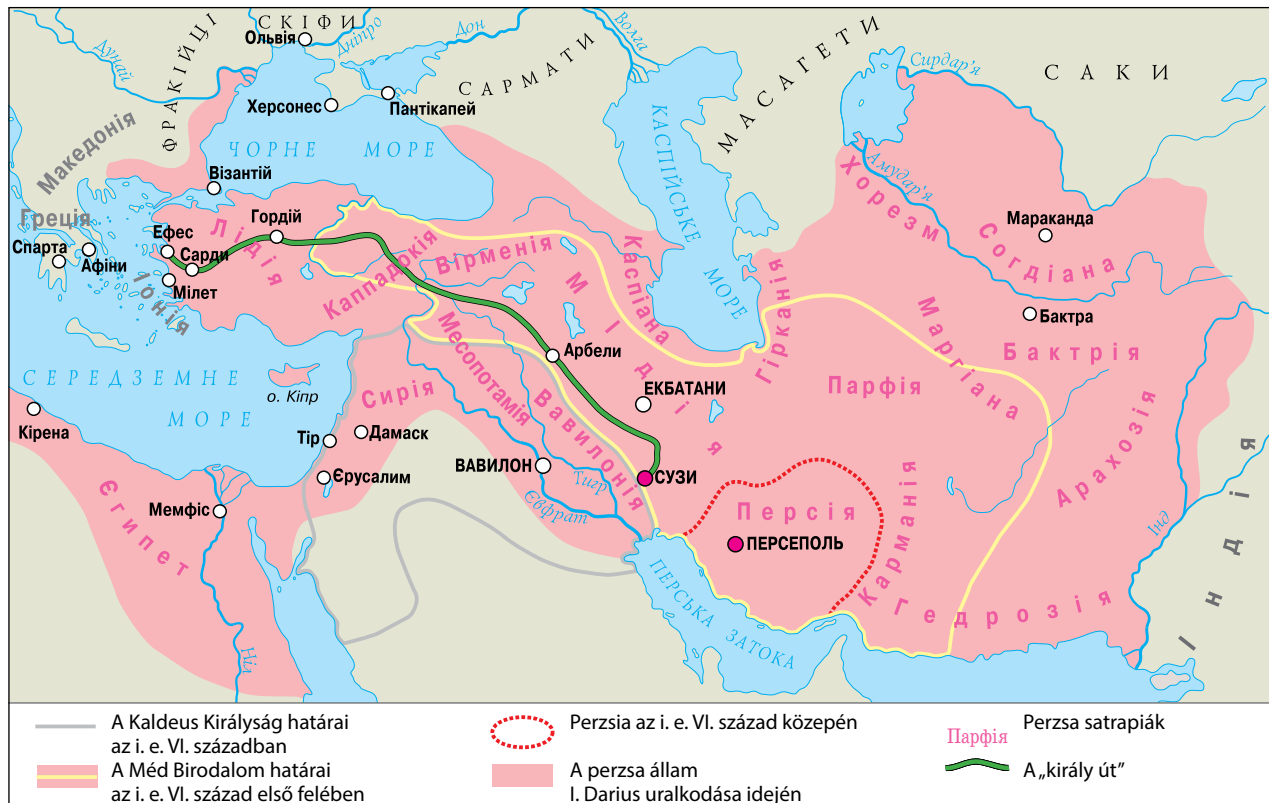 СКІФИ
Ольвія
Дніпро
Дон
Волга
Дунай
ФРАКІЙЦІ
САРМАТИ
МАСАГЕТИ
Сирдар'я
САКИ
Херсонес
Пантікапей
Македонія
ЧОРНЕ МОРЕ
КАСПІЙСЬКЕ МОРЕ
Амудар'я
Хорезм
Візантій
Мараканда
Согдіана
Греція
Спарта
Афіни
Ефес
Сарди
Мілет
Іонія
Лідія
Гордій
Каппадокія
Вірменія
Мідія
Каспіана
Гірканія
Маргіана
Бактра
Бактрія
Парфія
Арахозія
Месопотамія
Арбели
ЕКБАТАНИ
СЕРЕДЗЕМНЕ МОРЕ
о. Кіпр
Сирія
Кірена
Тір
Дамаск
Єрусалим
ВАВИЛОН
Вавилонія
Тигр
Євфрат
СУЗИ
Персія
ПЕРСЕПОЛЬ
Карманія
Гедрозія
Інд
Індія
Мемфіс
Єгипет
Ніл
ПЕРСЬКА ЗАТОКА
A Kaldeus Királyság határai
az i. e. VI. században
A Méd Birodalom határai
az i. e. VI. század első felében
Perzsia az i. e. VI. század közepén
A perzsa állam
I. Darius uralkodása idején
Парфія
Perzsa satrapiák
A „király út”